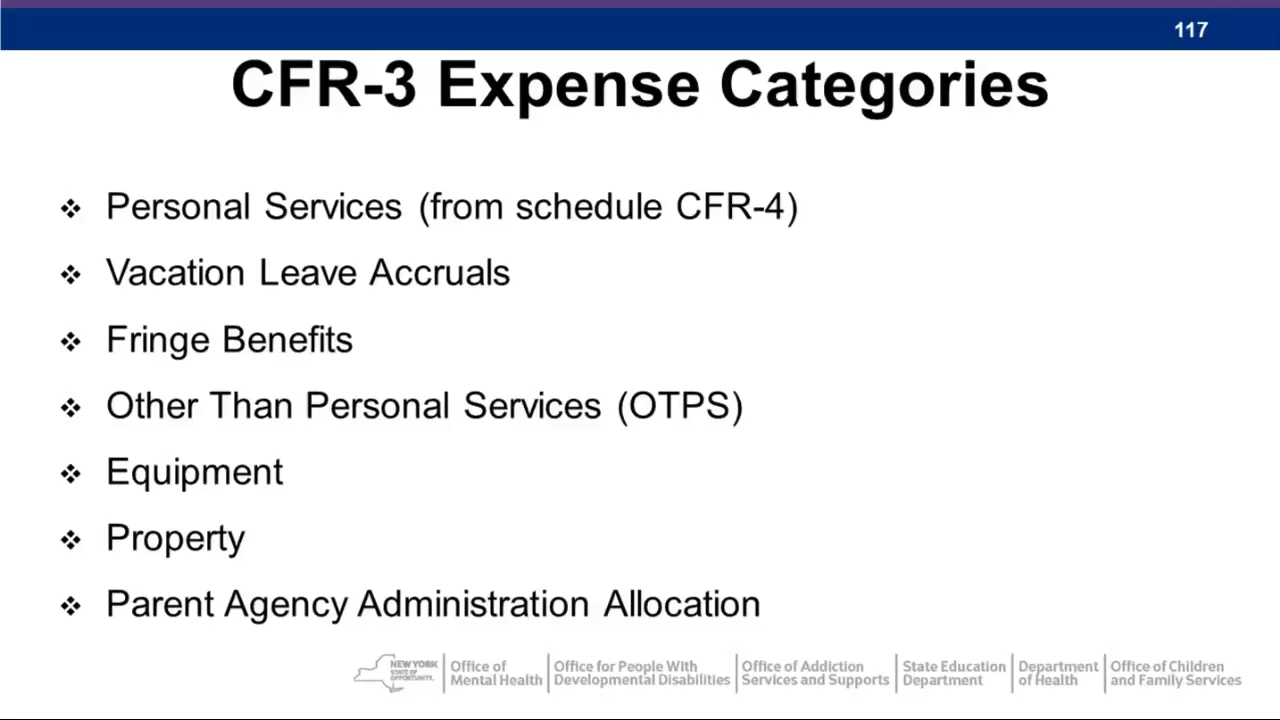 117
CFR-3 Expense Categories
❖ Personal Services (from schedule CFR-4)
❖ Vacation Leave Accruals
❖ Fringe Benefits
❖ Other Than Personal Services (OTPS)
❖ Equipment
❖ Property
❖ Parent Agency Administration Allocation
NEW YORK
STATE OF
OPPORTUNITY.
Office of
Mental Health
Office for People With
Developmental Disabilities
Office of Addiction
Services and Supports
State Education
Department
Department
of Health
Office of Children
and Family Services